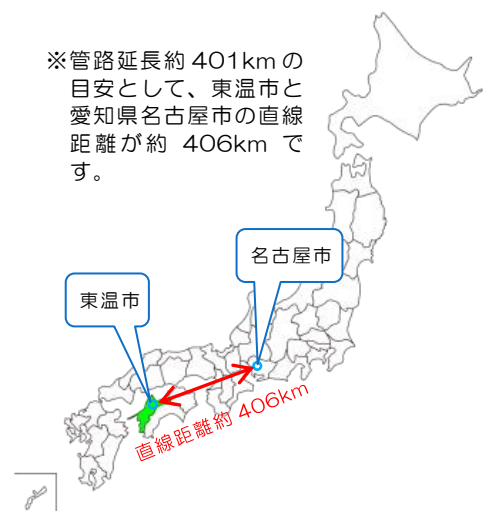 ※管路延長約 401kmの
目安として、東温市と
愛知県名古屋市の直線
距離が約 406km で
す。
名古屋市
東温市
直線距離約 406km